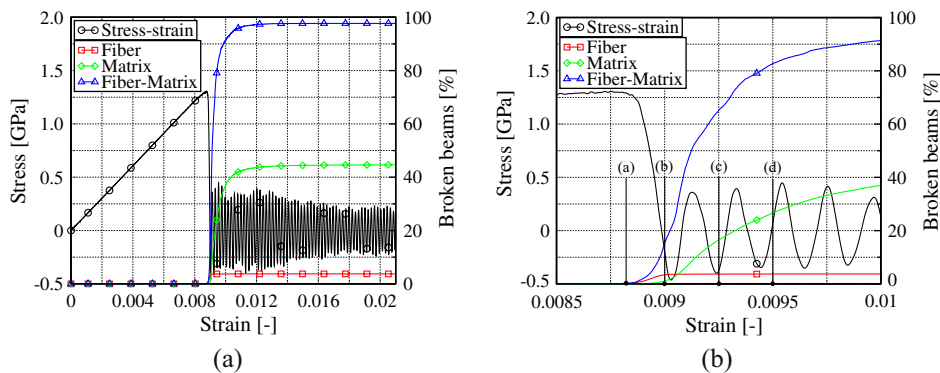 2.0
1.5
1.0
0.5
0
-0.5
Stress [GPa]
Stress-strain
Fiber
Matrix
Fiber-Matrix
100
80
60
40
20
0
Broken beams [%]
0 0.004 0.008 0.012 0.016 0.02
Strain [-]
(a)
2.0
1.5
1.0
0.5
0
-0.5
Stress [GPa]
Stress-strain
Fiber
Matrix
Fiber-Matrix
(a) (b) (c) (d)
100
80
60
40
20
0
Broken beams [%]
0.0085 0.009 0.0095 0.01
Strain [-]
(b)